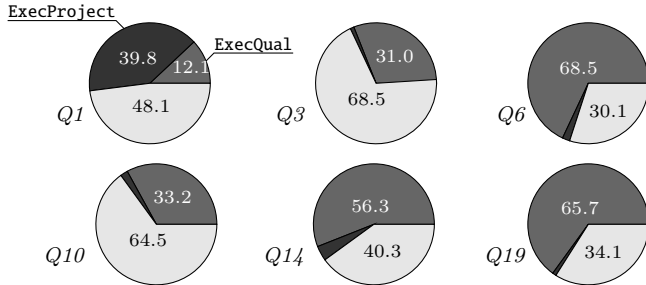 ExecProject
39.8
12.1
ExecQual
48.1
Q1
31.0
68.5
Q3
68.5
30.1
Q6
33.2
64.5
Q10
56.3
40.3
Q14
65.7
34.1
Q19